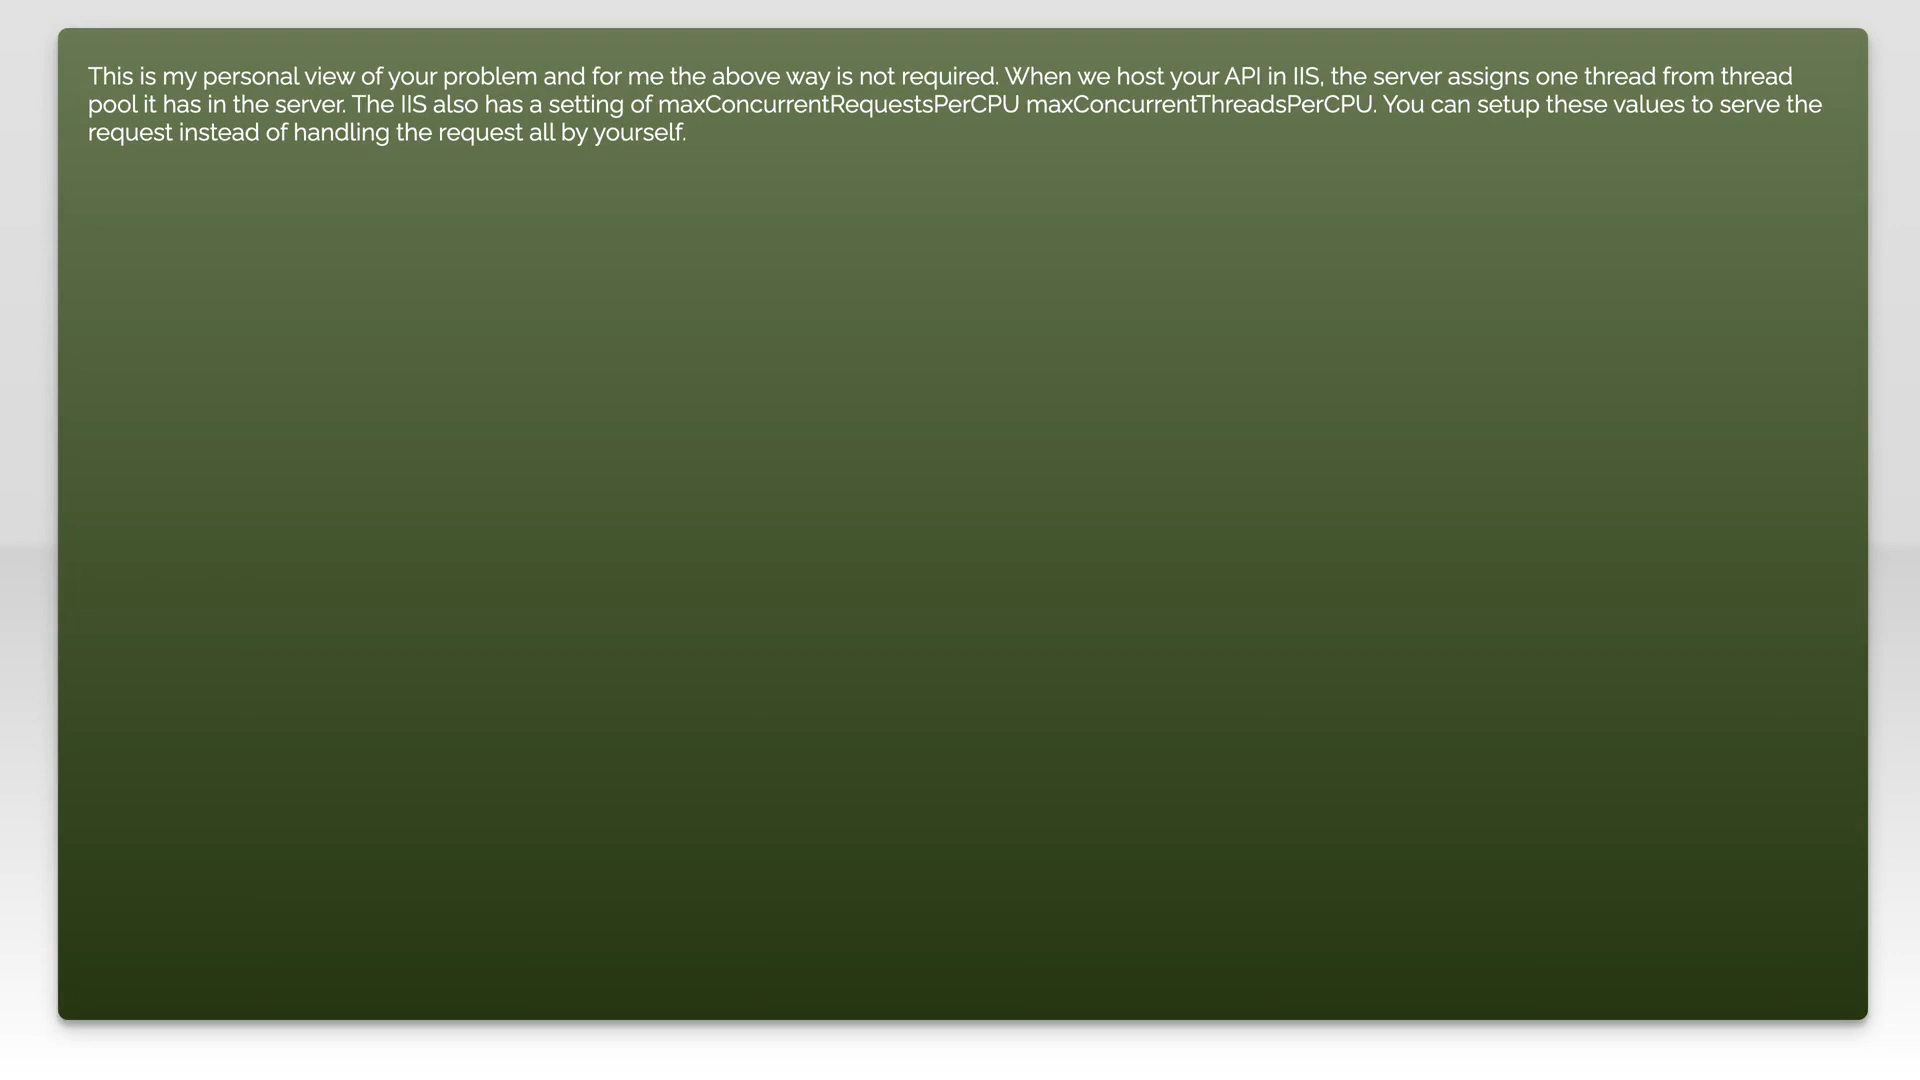 This is my personal view of your problem and for me the above way is not required. When we host your API in IIS, the server assigns one thread from thread
pool it has in the server. The IIS also has a setting of maxConcurrentRequestsPerCPU maxConcurrentThreadsPerCPU. You can setup these values to serve the
request instead of handling the request all by yourself.